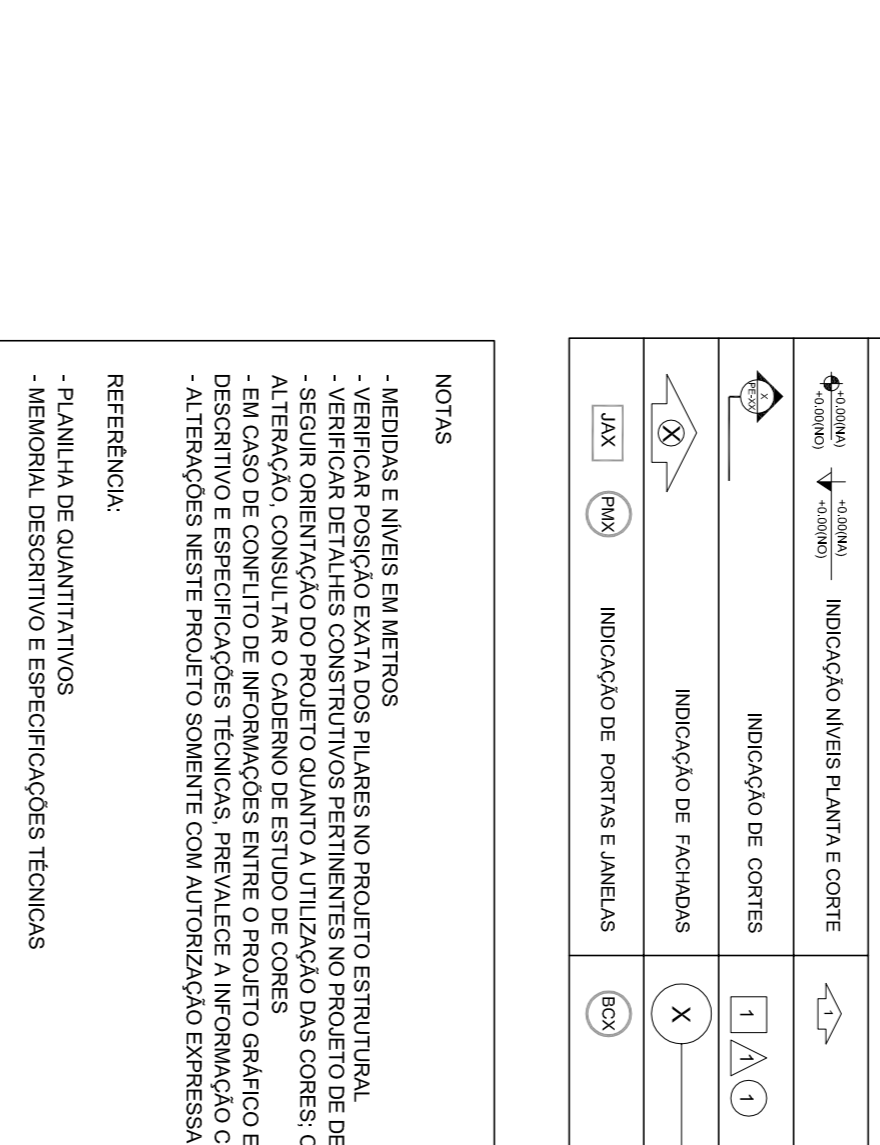 +0.00(NA)
+0.00(NO)
+0.00(NA)
+0.00(NO)
INDICAÇÃO NÍVEIS PLANTA E CORTE
1
X
PE-XX
INDICAÇÃO DE CORTES
1
1
1
X
INDICAÇÃO DE FACHADAS
X
JAX
PMX
INDICAÇÃO DE PORTAS E JANELAS
BCX
NOTAS
- MEDIDAS E NÍVEIS EM METROS
- VERIFICAR POSIÇÃO EXATA DOS PILARES NO PROJETO ESTRUTURAL
- VERIFICAR DETALHES CONSTRUTIVOS PERTINENTES NO PROJETO DE DE
- SEGUIR ORIENTAÇÃO DO PROJETO QUANTO A UTILIZAÇÃO DAS CORES;
ALTERAÇÃO, CONSULTAR O CADERNO DE ESTUDO DE CORES
- EM CASO DE CONFLITO DE INFORMAÇÕES ENTRE O PROJETO GRÁFICO E
DESCRITIVO E ESPECIFICAÇÕES TÉCNICAS, PREVALECE A INFORMAÇÃO C
- ALTERAÇÕES NESTE PROJETO SOMENTE COM AUTORIZAÇÃO EXPRESSA
REFERÊNCIA:
- PLANILHA DE QUANTITATIVOS
- MEMORIAL DESCRITIVO E ESPECIFICAÇÕES TÉCNICAS